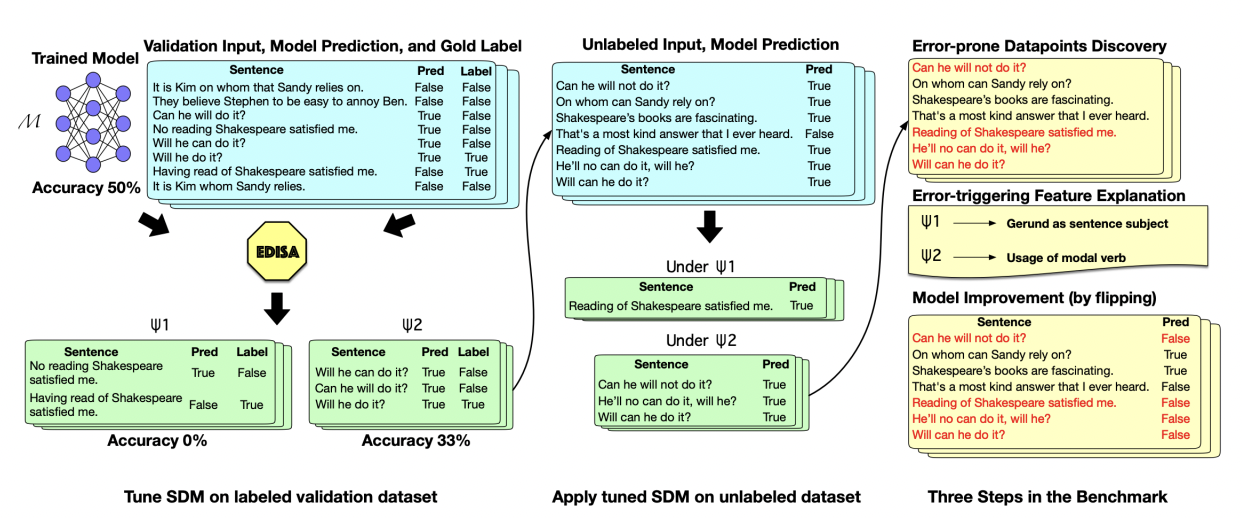 Trained Model
M
Accuracy 50%
Validation Input, Model Prediction, and Gold Label
Sentence Pred Label
It is Kim on whom that Sandy relies on. False False
They believe Stephen to be easy to annoy Ben. False False
Can he will do it? True False
No reading Shakespeare satisfied me. True False
Will he can do it? True False
Will he do it? True True
Having read of Shakespeare satisfied me. False True
It is Kim whom Sandy relies. False False
EDISA
Ψ1
Sentence Pred Label
No reading Shakespeare
satisfied me. True False
Having read of Shakespeare
satisfied me. False True
Accuracy 0%
Ψ2
Sentence Pred Label
Will he can do it? True False
Can he will do it? True False
Will he do it? True True
Accuracy 33%
Tune SDM on labeled validation dataset
Unlabeled Input, Model Prediction
Sentence Pred
Can he will not do it? True
On whom can Sandy rely on? True
Shakespeare's books are fascinating. True
That's a most kind answer that I ever heard. False
Reading of Shakespeare satisfied me. True
He'll no can do it, will he? True
Will can he do it? True
Under Ψ1
Sentence Pred
Reading of Shakespeare satisfied me. True
Under Ψ2
Sentence Pred
Can he will not do it? True
He'll no can do it, will he? True
Will can he do it? True
Apply tuned SDM on unlabeled dataset
Error-prone Datapoints Discovery
Can he will not do it?
On whom can Sandy rely on?
Shakespeare's books are fascinating.
That's a most kind answer that I ever heard.
Reading of Shakespeare satisfied me.
He'll no can do it, will he?
Will can he do it?
Error-triggering Feature Explanation
Ψ1 Gerund as sentence subject
Ψ2 Usage of modal verb
Model Improvement (by flipping)
Sentence Pred
Can he will not do it? False
On whom can Sandy rely on? True
Shakespeare's books are fascinating. True
That's a most kind answer that I ever heard. False
Reading of Shakespeare satisfied me. False
He'll no can do it, will he? False
Will can he do it? False
Three Steps in the Benchmark